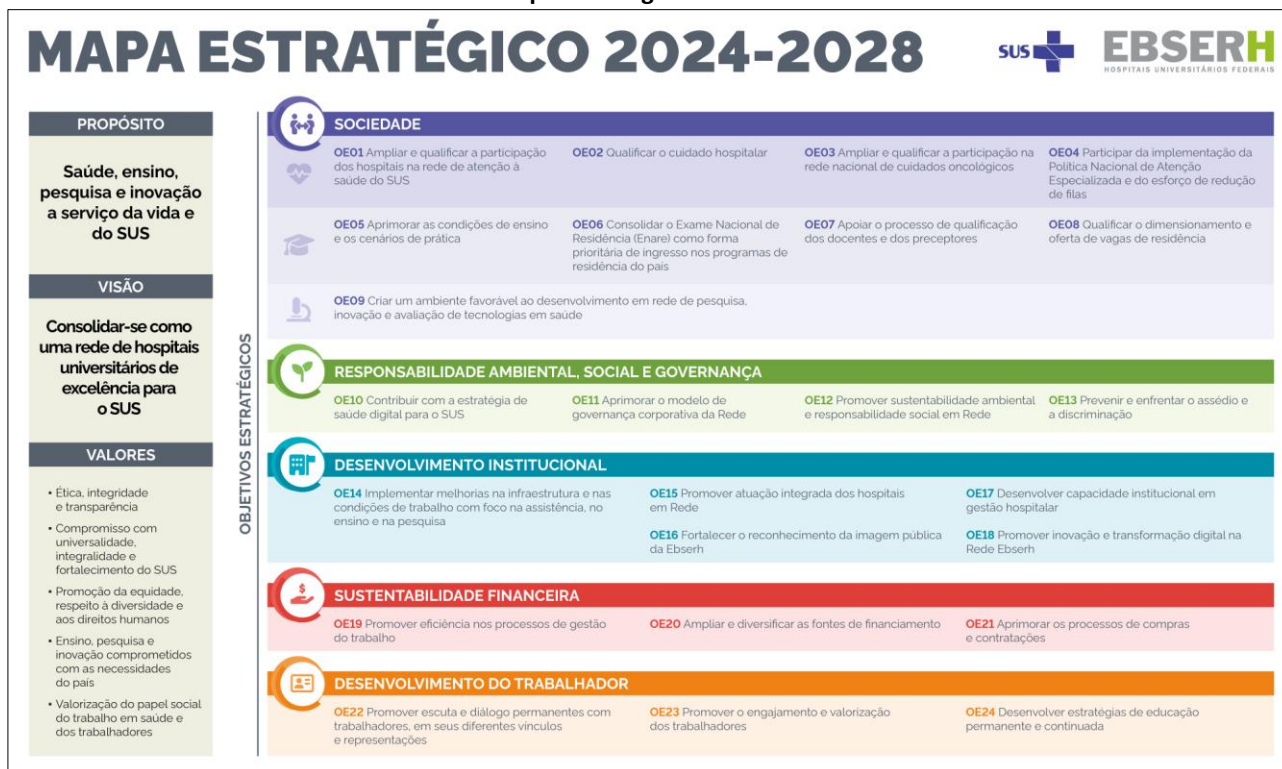 MAPA ESTRATÉGICO 2024-2028
SUS
EBSERH
HOSPITAIS UNIVERSITÁRIOS FEDERAIS
PROPÓSITO
Saúde, ensino,
pesquisa e inovação
a serviço da vida e
do SUS
VISÃO
Consolidar-se como
uma rede de hospitais
universitários de
excelência para
o SUS
VALORES
• Ética, integridade
e transparência
• Compromisso com
universalidade,
integralidade e
fortalecimento do SUS
• Promoção da equidade,
respeito à diversidade e
aos direitos humanos
• Ensino, pesquisa e
inovação comprometidos
com as necessidades
do país
• Valorização do papel social
do trabalho em saúde e
dos trabalhadores
OBJETIVOS ESTRATÉGICOS
SOCIEDADE
OE01 Ampliar e qualificar a participação
dos hospitais na rede de atenção à
saúde do SUS
OE02 Qualificar o cuidado hospitalar
OE03 Ampliar e qualificar a participação na
rede nacional de cuidados oncológicos
OE04 Participar da implementação da
Política Nacional de Atenção
Especializada e do esforço de redução
de filas
OE05 Aprimorar as condições de ensino
e os cenários de prática
OE06 Consolidar o Exame Nacional de
Residência (Enare) como forma
prioritária de ingresso nos programas de
residência do país
OE07 Apoiar o processo de qualificação
dos docentes e dos preceptores
OE08 Qualificar o dimensionamento e
oferta de vagas de residência
OE09 Criar um ambiente favorável ao desenvolvimento em rede de pesquisa,
inovação e avaliação de tecnologias em saúde
RESPONSABILIDADE AMBIENTAL, SOCIAL E GOVERNANÇA
OE10 Contribuir com a estratégia de
saúde digital para o SUS
OE11 Aprimorar o modelo de
governança corporativa da Rede
OE12 Promover sustentabilidade ambiental
e responsabilidade social em Rede
OE13 Prevenir e enfrentar o assédio e
a discriminação
DESENVOLVIMENTO INSTITUCIONAL
OE14 Implementar melhorias na infraestrutura e nas
condições de trabalho com foco na assistência, no
ensino e na pesquisa
OE15 Promover atuação integrada dos hospitais
em Rede
OE16 Fortalecer o reconhecimento da imagem pública
da Ebserh
OE17 Desenvolver capacidade institucional em
gestão hospitalar
OE18 Promover inovação e transformação digital na
Rede Ebserh
SUSTENTABILIDADE FINANCEIRA
OE19 Promover eficiência nos processos de gestão
do trabalho
OE20 Ampliar e diversificar as fontes de financiamento
OE21 Aprimorar os processos de compras
e contratações
DESENVOLVIMENTO DO TRABALHADOR
OE22 Promover escuta e diálogo permanentes com
trabalhadores, em seus diferentes vínculos
e representações
OE23 Promover o engajamento e valorização
dos trabalhadores
OE24 Desenvolver estratégias de educação
permanente e continuada